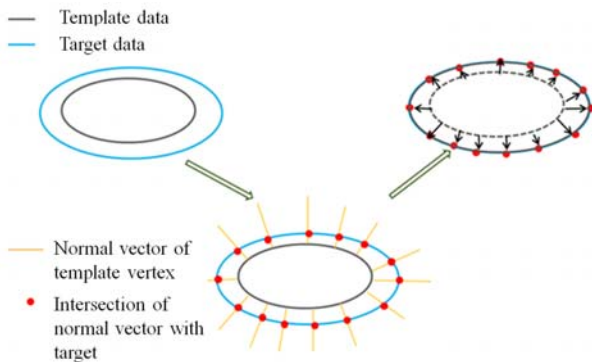 Template data
Target data
Normal vector of
template vertex
Intersection of
normal vector with
target